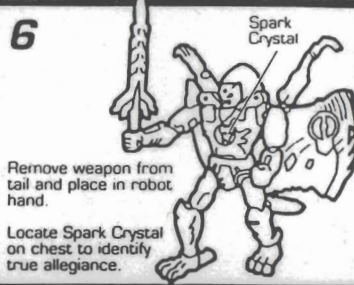 6
Spark
Crystal
Remove weapon from
tail and place in robot
hand.
Locate Spark Crystal
on chest to identify
true allegiance.